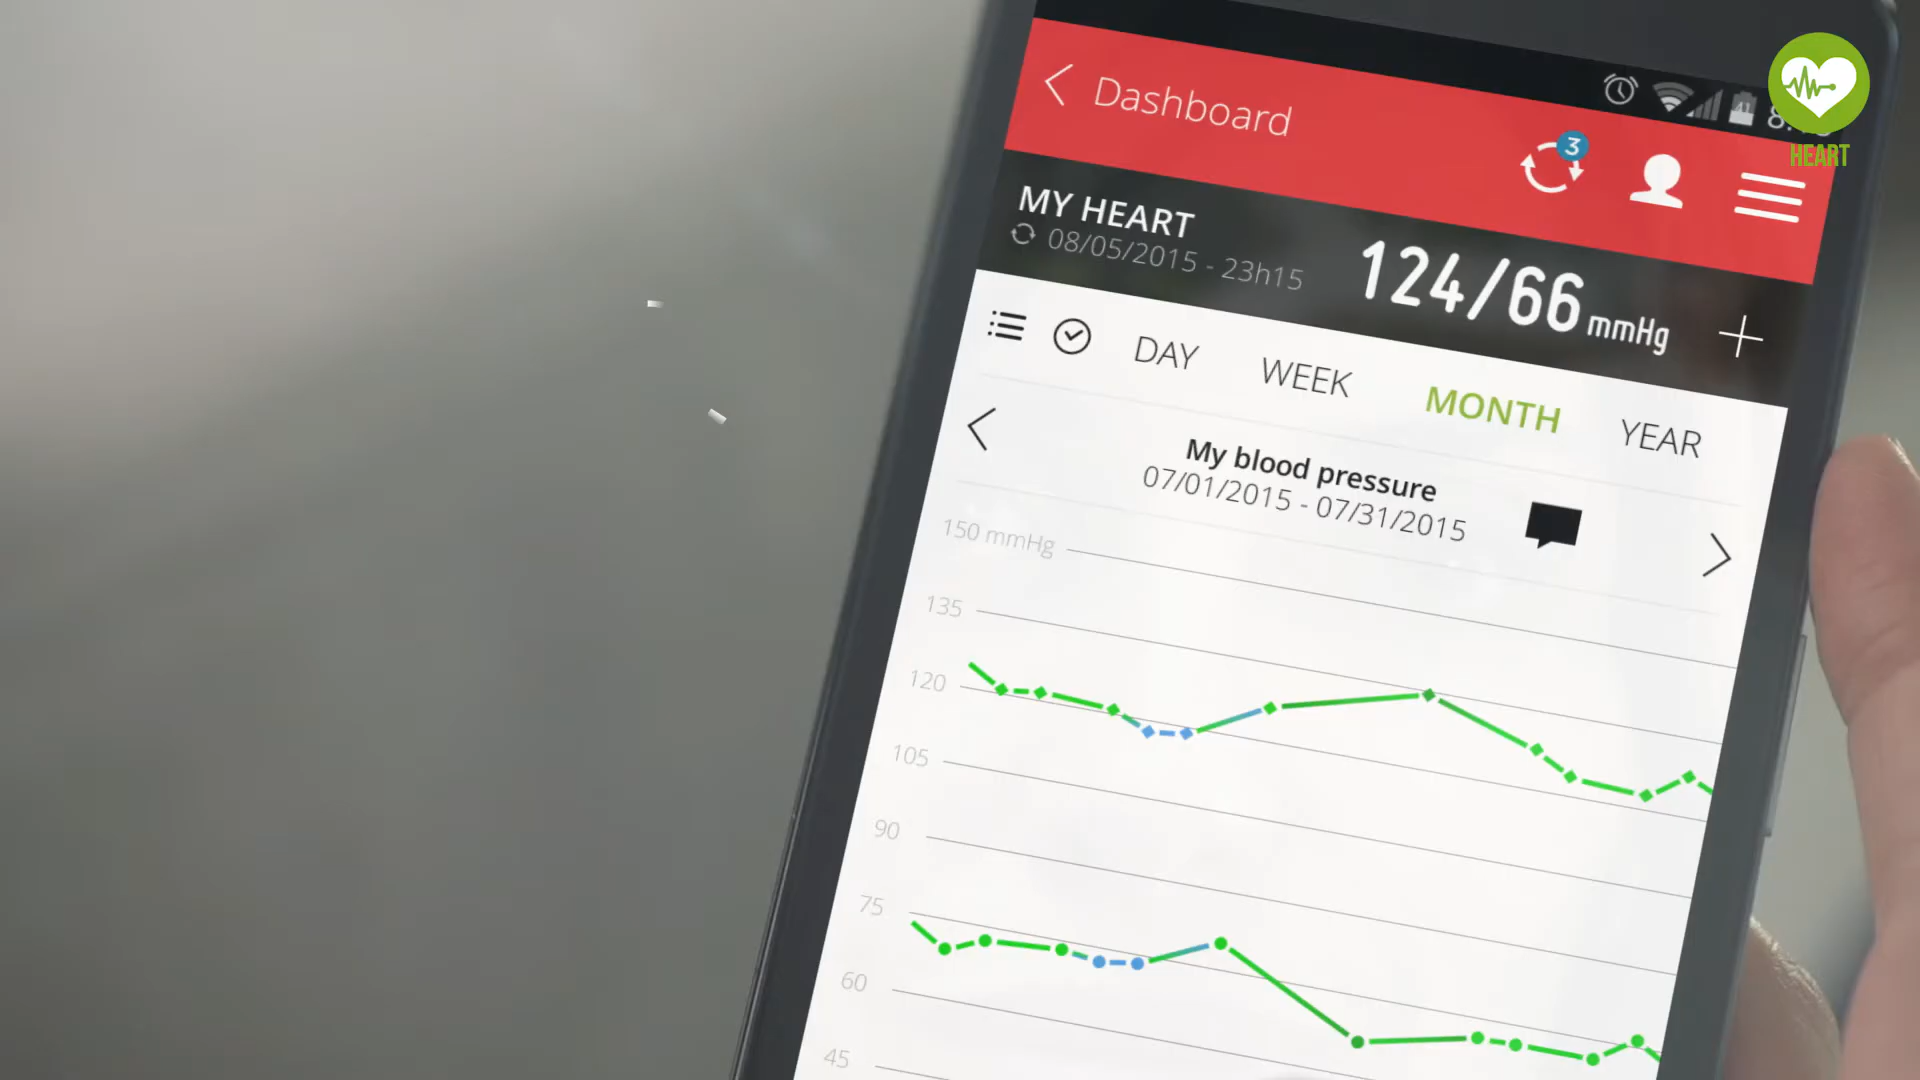 41
Dashboard
3
HEART
MY HEART
08/05/2015 - 23h15
124/66 mmHg
DAY WEEK MONTH YEAR
My blood pressure
07/01/2015 - 07/31/2015
150 mmHg
135
120
105
90
75
60
45